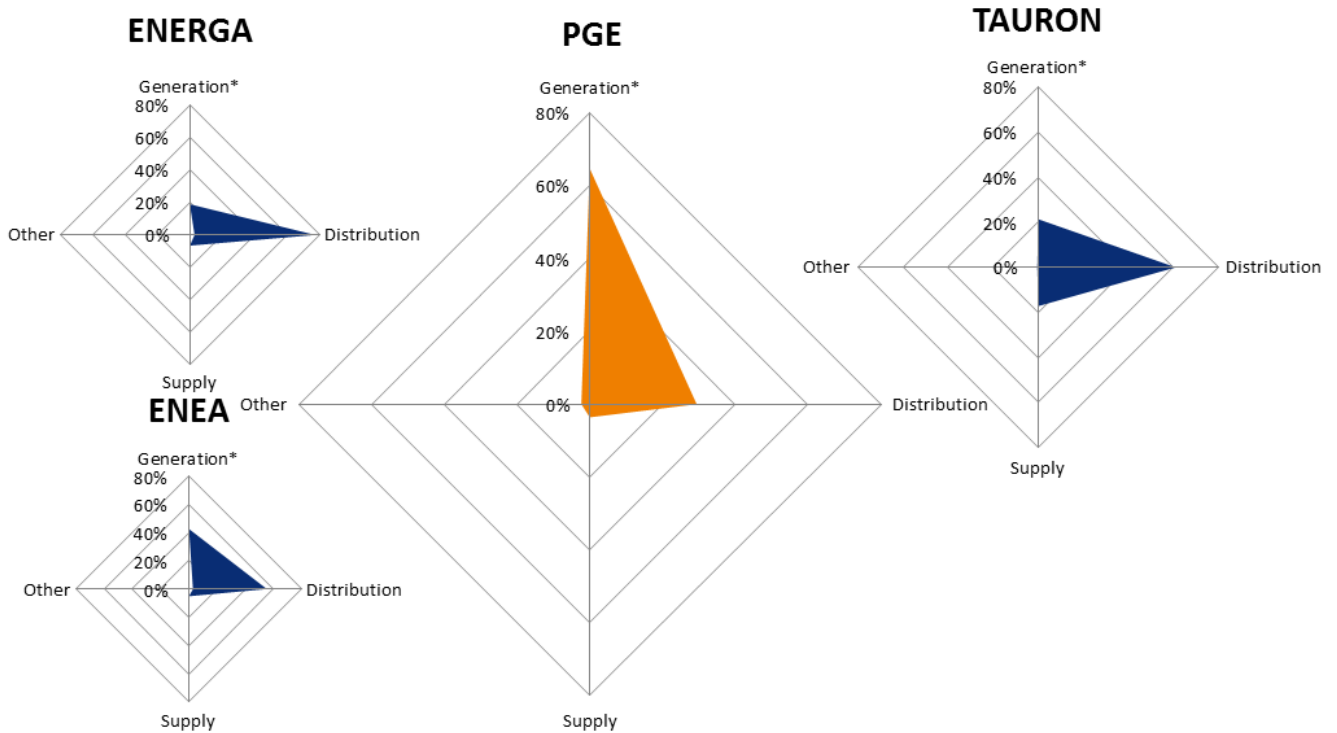 ENERGA
Generation*
80%
60%
40%
20%
0%
Other
Distribution
Supply
PGE
Generation*
80%
60%
40%
20%
0%
Other
Distribution
Supply
TAURON
Generation*
80%
60%
40%
20%
0%
Other
Distribution
Supply
ENEA
Generation*
80%
60%
40%
20%
0%
Other
Distribution
Supply